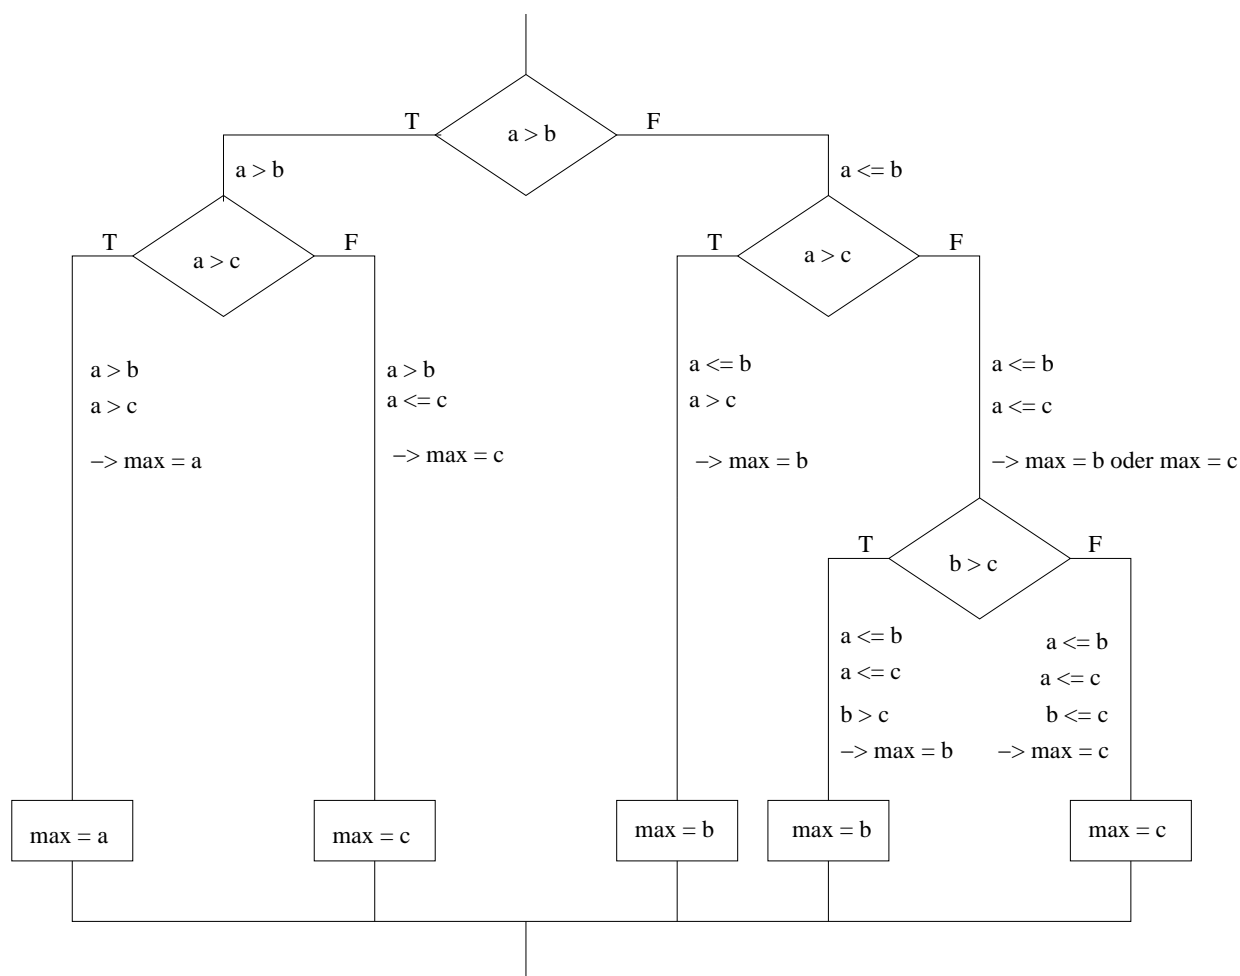 T
a > b
F
a > b
a <= b
T
a > c
F
T
a > c
F
a > b
a > c
–> max = a
a > b
a <= c
–> max = c
a <= b
a > c
–> max = b
a <= b
a <= c
–> max = b oder max = c
T
b > c
F
a <= b
a <= c
b > c
–> max = b
a <= b
a <= c
b <= c
–> max = c
max = a
max = c
max = b
max = b
max = c